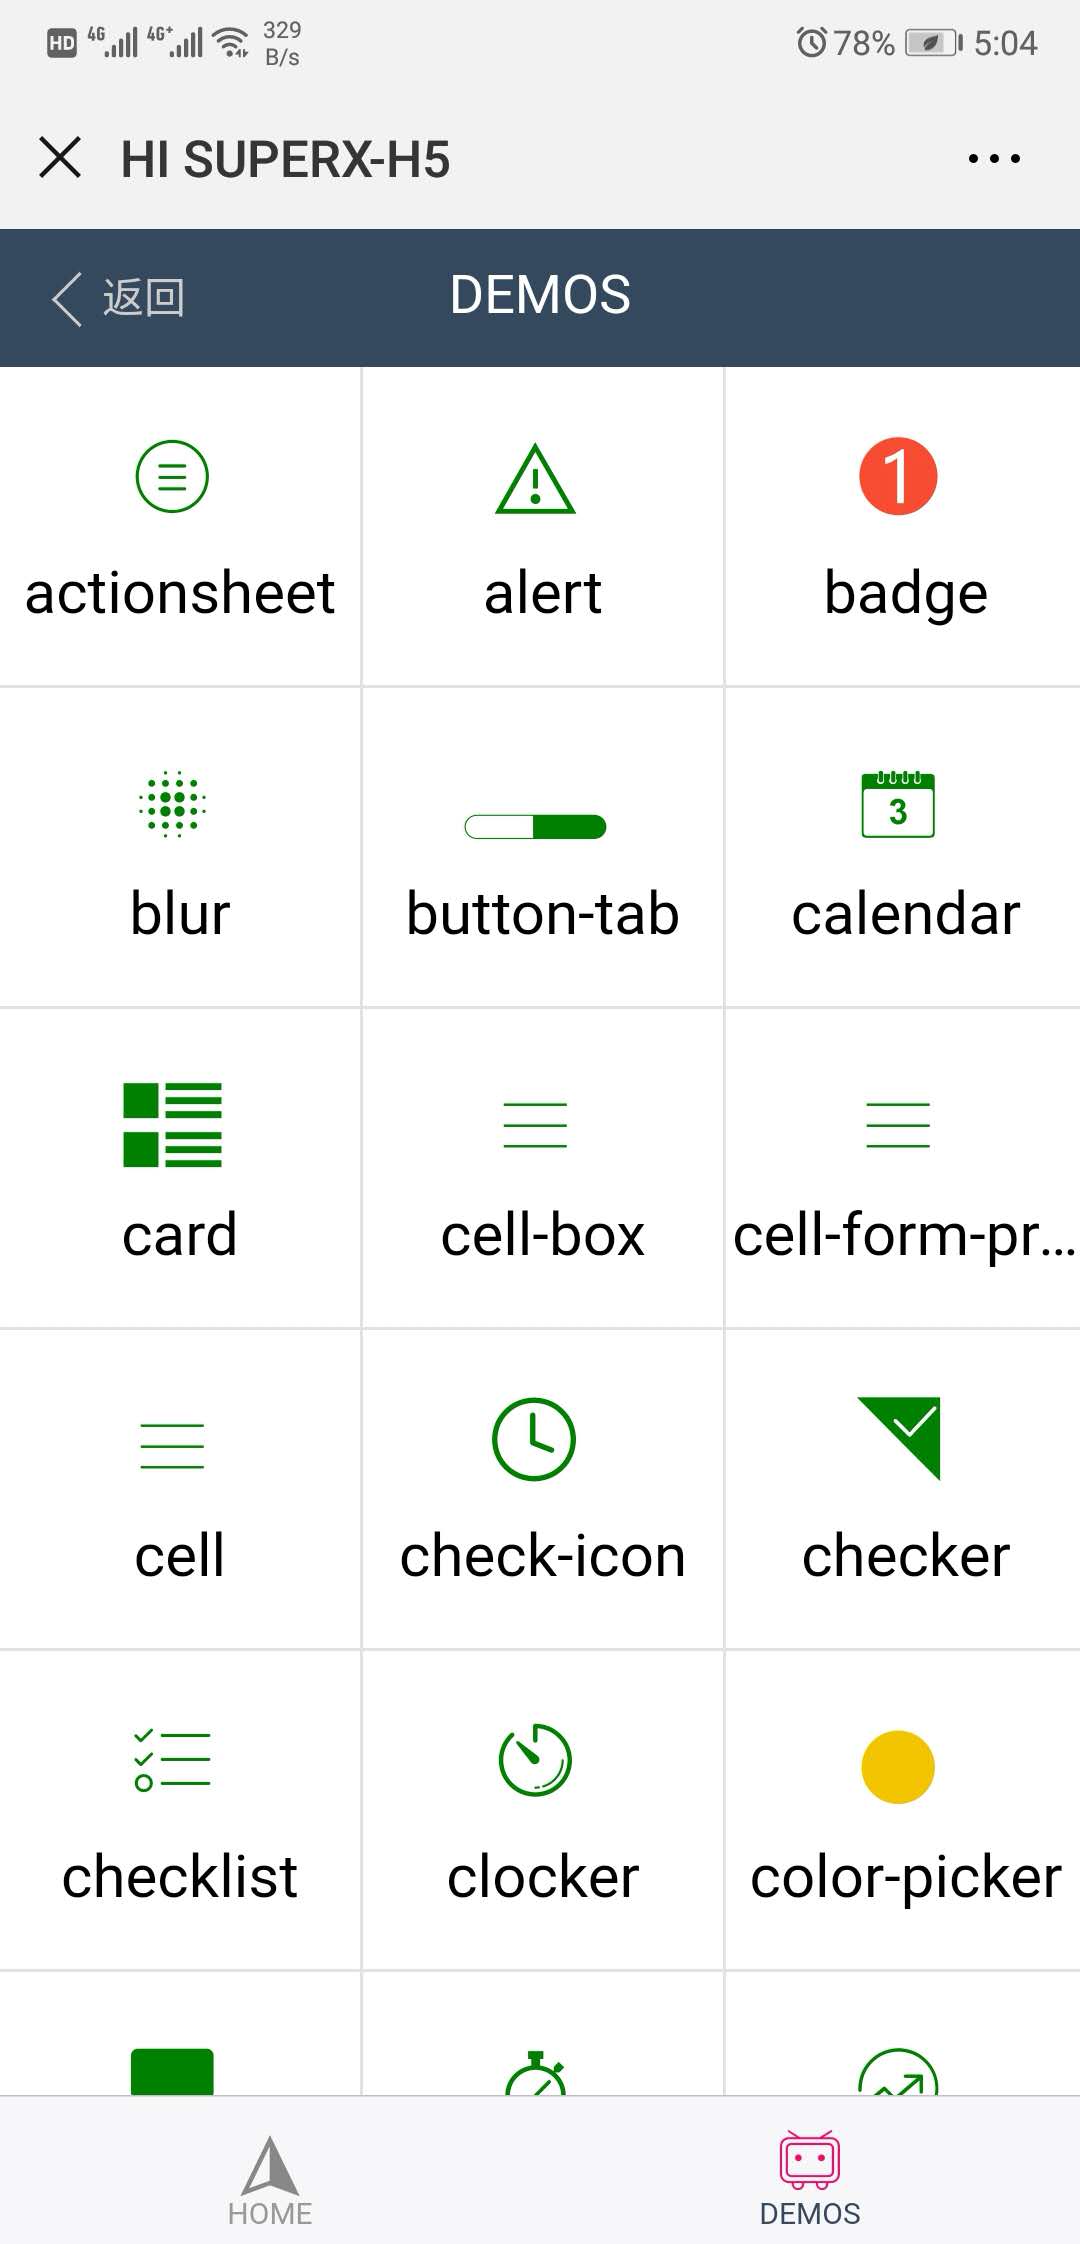 HD 4G 4G+ 329 B/s 78% 5:04
HI SUPERX-H5
返回 DEMOS
1
actionsheet alert badge
3
blur button-tab calendar
card cell-box cell-form-pr...
cell check-icon checker
checklist clocker color-picker
HOME DEMOS